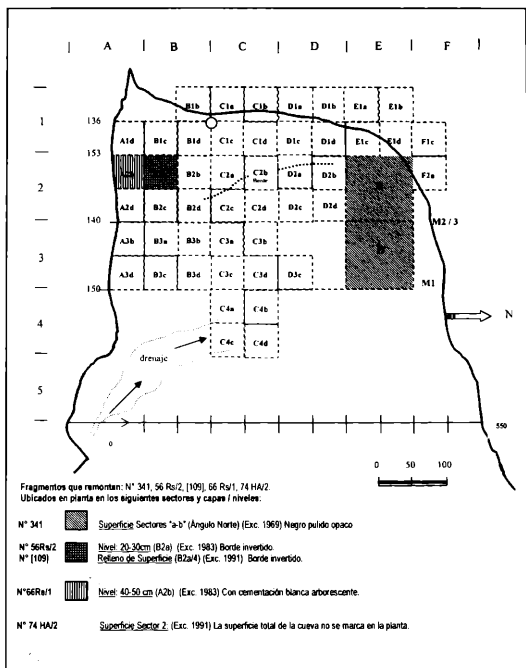 | A | B | C | D | E | F |
B1b C1a C1b D1a D1b E1a E1b
1 136
A1d B1c B1d C1c C1d D1c D1d E1c E1d F1c
153
2 A2b B2b C2a C2b D2a D2b F2a
A2d B2c B2d C2c C2d D2c D2d
140 M2 / 3
A3b B3a B3b C3a C3b
3
A3d B3c B3d C3c C3d D3c M1
150
N
C4a C4b
4
C4c C4d
drenaje
5
0 550
0 50 100
Fragmentos que remontan: N° 341, 56 Rs/2, [109], 66 Rs/1, 74 HA/2.
Ubicados en planta en los siguientes sectores y capas / niveles:
N° 341 Superficie Sectores "a-b" (Ángulo Norte) (Exc. 1969) Negro pulido opaco
N° 56Rs/2 Nivel: 20-30cm (B2a) (Exc. 1983) Borde invertido.
N° [109] Relleno de Superficie (B2a/4) (Exc. 1991) Borde invertido.
N°66Rs/1 Nivel: 40-50 cm (A2b) (Exc. 1983) Con cementación blanca arborescente.
N° 74 HA/2 Superficie Sector 2: (Exc. 1991) La superficie total de la cueva no se marca en la planta.